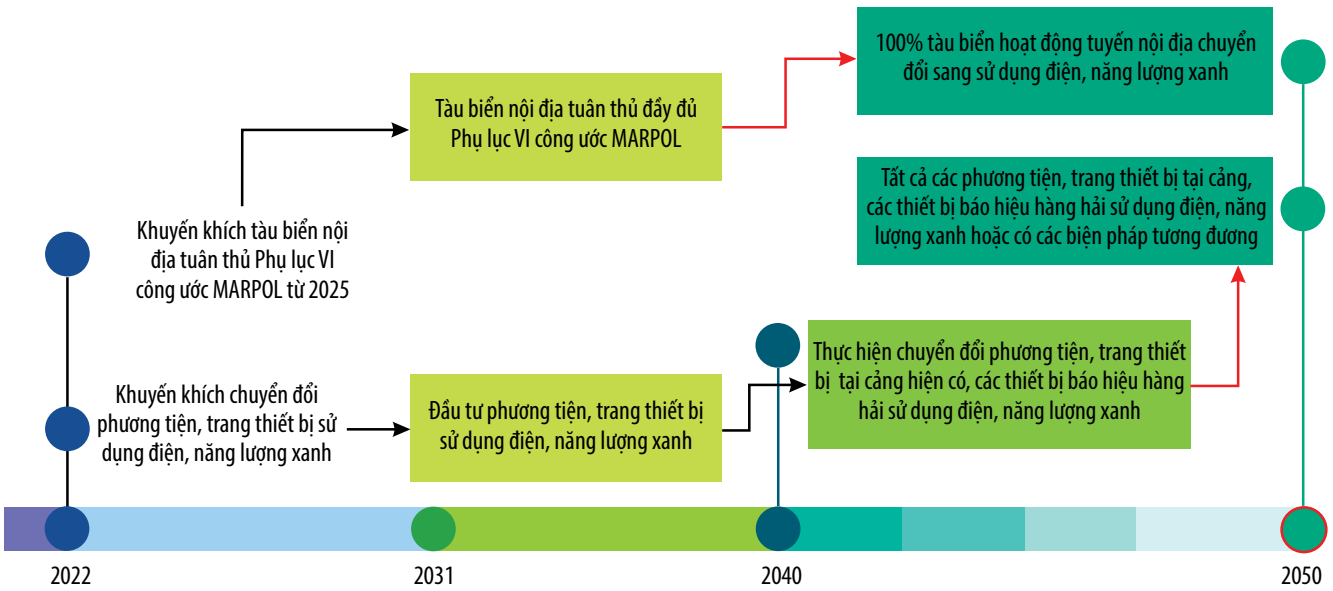 100% tàu biển hoạt động tuyến nội địa chuyển
đổi sang sử dụng điện, năng lượng xanh
Tàu biển nội địa tuân thủ đầy đủ
Phụ lục VI công ước MARPOL
Tất cả các phương tiện, trang thiết bị tại cảng,
các thiết bị báo hiệu hàng hải sử dụng điện, năng
lượng xanh hoặc có các biện pháp tương đương
Khuyến khích tàu biển nội
địa tuân thủ Phụ lục VI
công ước MARPOL từ 2025
Thực hiện chuyển đổi phương tiện, trang thiết
bị tại cảng hiện có, các thiết bị báo hiệu hàng
hải sử dụng điện, năng lượng xanh
Khuyến khích chuyển đổi
phương tiện, trang thiết bị sử
dụng điện, năng lượng xanh
Đầu tư phương tiện, trang thiết bị
sử dụng điện, năng lượng xanh
2022
2031
2040
2050